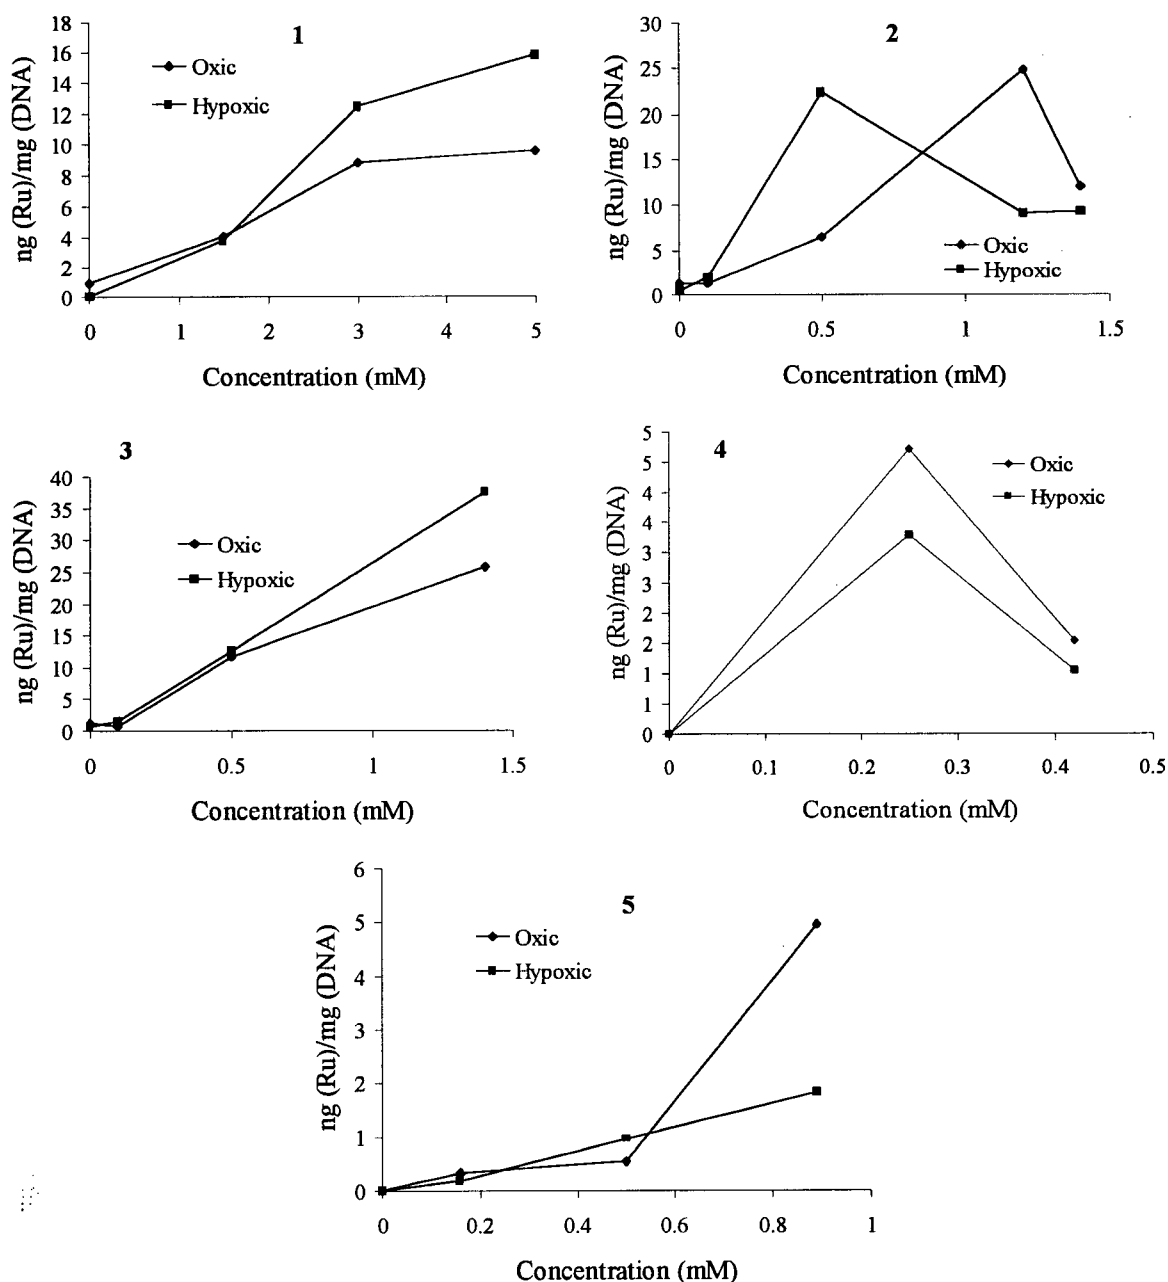 1
ng (Ru)/mg (DNA)
18
16
14
12
10
8
6
4
2
0
Oxic
Hypoxic
0 1 2 3 4 5
Concentration (mM)
2
ng (Ru)/mg (DNA)
30
25
20
15
10
5
0
Oxic
Hypoxic
0 0.5 1 1.5
Concentration (mM)
3
ng (Ru)/mg (DNA)
40
35
30
25
20
15
10
5
0
Oxic
Hypoxic
0 0.5 1 1.5
Concentration (mM)
4
ng (Ru)/mg (DNA)
5
5
4
4
3
3
2
2
1
1
0
Oxic
Hypoxic
0 0.1 0.2 0.3 0.4 0.5
Concentration (mM)
5
ng (Ru)/mg (DNA)
6
5
4
3
2
1
0
Oxic
Hypoxic
0 0.2 0.4 0.6 0.8 1
Concentration (mM)